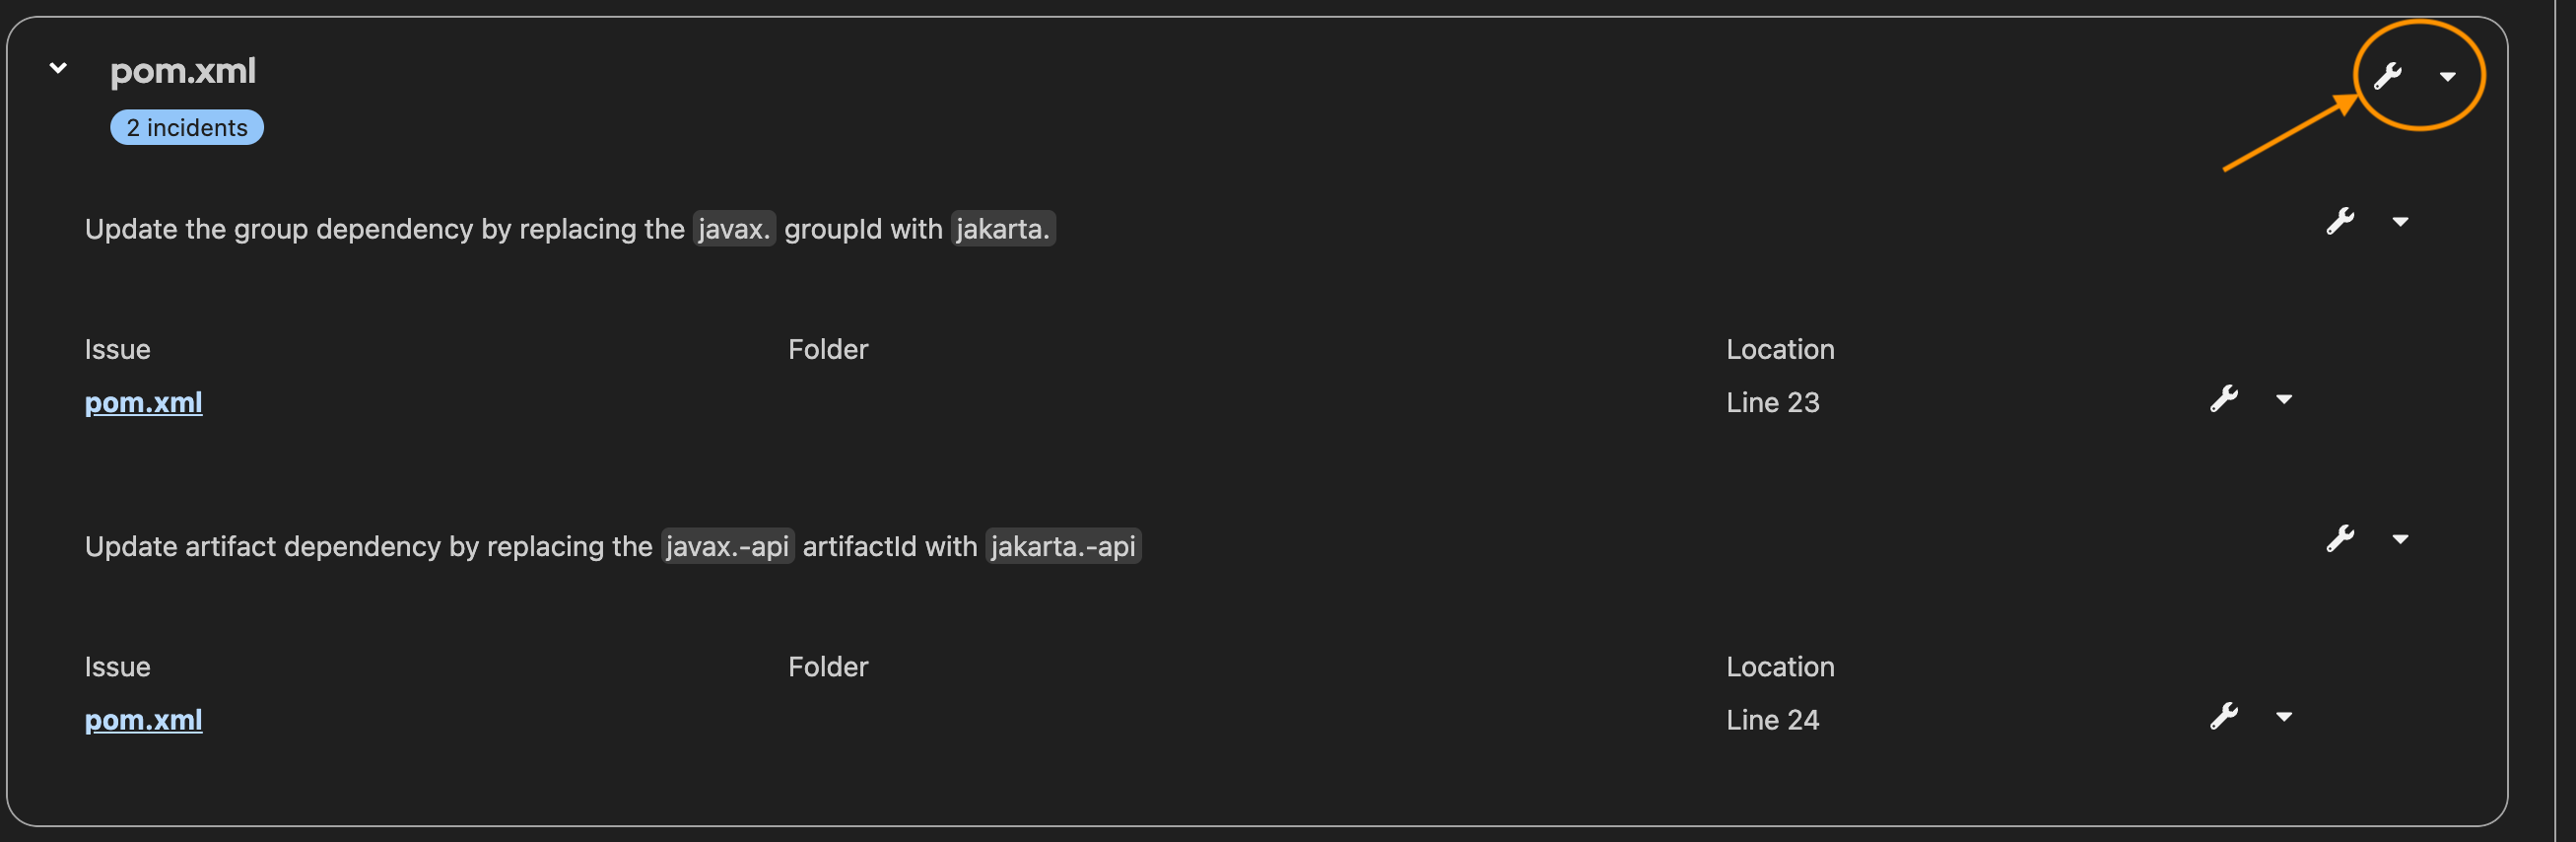 pom.xml
2 incidents
Update the group dependency by replacing the javax. groupId with jakarta.
Issue Folder Location
pom.xml Line 23
Update artifact dependency by replacing the javax.-api artifactId with jakarta.-api
Issue Folder Location
pom.xml Line 24